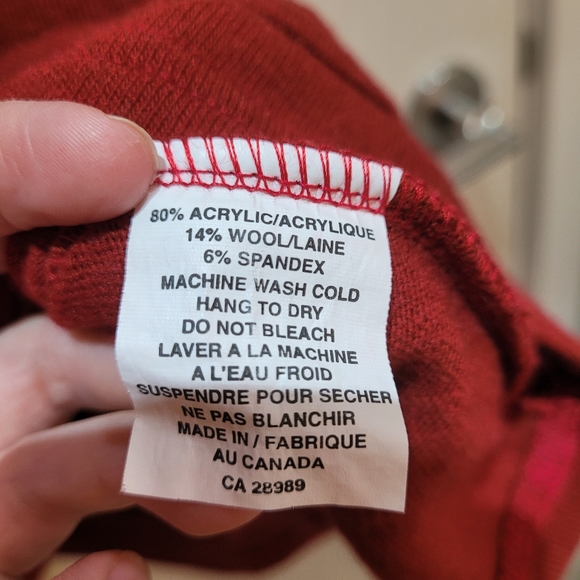 80% ACRYLIC/ACRYLIQUE
14% WOOL/LAINE
6% SPANDEX
MACHINE WASH COLD
HANG TO DRY
DO NOT BLEACH
LAVER A LA MACHINE
A L'EAU FROID
SUSPENDRE POUR SECHER
NE PAS BLANCHIR
MADE IN / FABRIQUE
AU CANADA
CA 28989